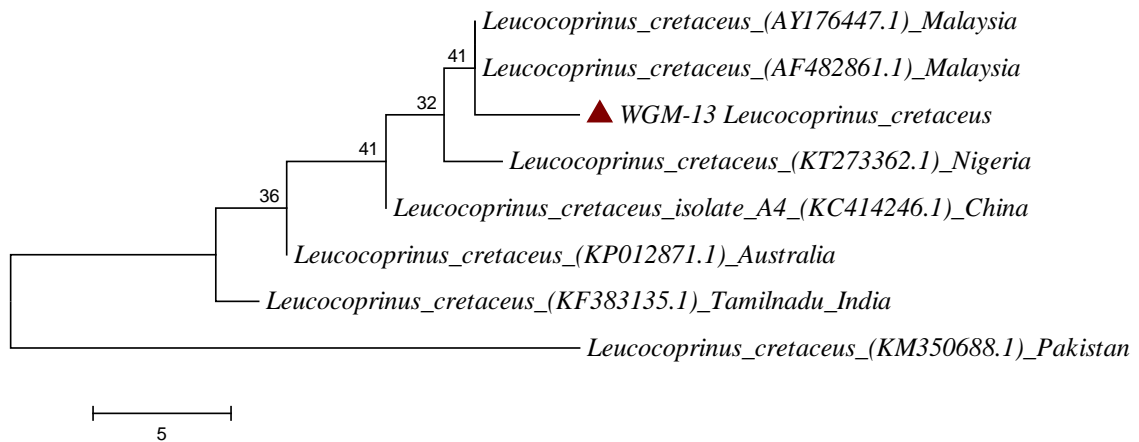 Leucocoprinus_cretaceus_(AY176447.1)_Malaysia
41
Leucocoprinus_cretaceus_(AF482861.1)_Malaysia
32
WGM-13 Leucocoprinus_cretaceus
41
Leucocoprinus_cretaceus_(KT273362.1)_Nigeria
36
Leucocoprinus_cretaceus_isolate_A4_(KC414246.1)_China
Leucocoprinus_cretaceus_(KP012871.1)_Australia
Leucocoprinus_cretaceus_(KF383135.1)_Tamilnadu_India
Leucocoprinus_cretaceus_(KM350688.1)_Pakistan
5